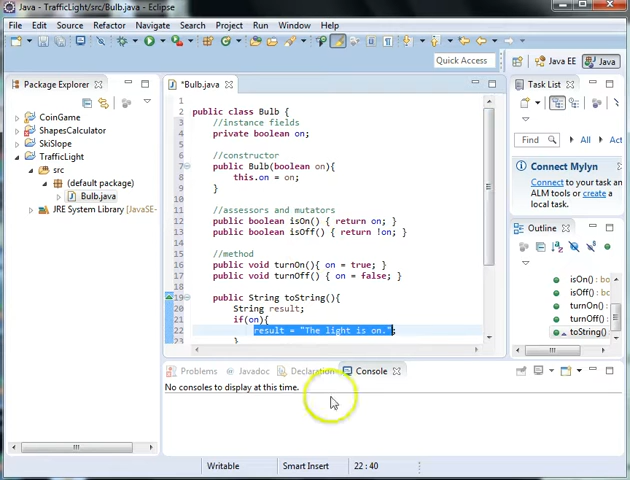 Java - TrafficLight/src/Bulb.java - Eclipse
File Edit Source Refactor Navigate Search Project Run Window Help
Quick Access
Java EE
Java
Package Explorer
CoinGame
ShapesCalculator
SkiSlope
TrafficLight
src
(default package)
Bulb.java
JRE System Library [JavaSE-
*Bulb.java
1
2 public class Bulb {
3 //instance fields
4 private boolean on;
5
6 //constructor
7 public Bulb(boolean on){
8 this.on = on;
9 }
10
11 //assessors and mutators
12 public boolean isOn() { return on; }
13 public boolean isOff() { return !on; }
14
15 //method
16 public void turnOn(){ on = true; }
17 public void turnOff() { on = false; }
18
19 public String toString(){
20 String result;
21 if(on){
22 result = "The light is on.";
23 }
Task List
Find
All
Act
Connect Mylyn
Connect to your task an
ALM tools or create a
local task.
Outline
isOn() : bo
isOff() : bo
turnOn() :
turnOff() :
toString() :
Problems
Javadoc
Declaration
Console
No consoles to display at this time.
Writable
Smart Insert
22 : 40